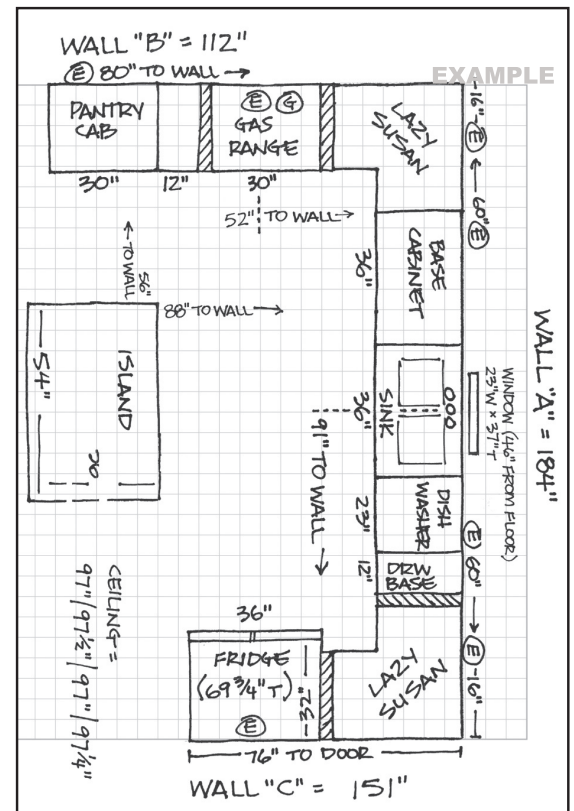 WALL "B" = 112"
Ⓔ 80" TO WALL →
EXAMPLE
PANTRY
CAB
Ⓔ Ⓖ
GAS
RANGE
LAZY
SUSAN
-16"-Ⓔ
← 60" Ⓔ
30"
12"
30"
52" TO WALL →
56"
← TO WALL
88" TO WALL →
36"
BASE
CABINET
WALL "A" = 184"
WINDOW (46" FROM FLOOR)
23"W x 37"T
ISLAND
54"
36"
SINK
91" TO WALL →
23"
DISH
WASHER
12"
DRW
BASE
Ⓔ 60" →
Ⓔ-16"
CEILING =
97"/97½"/97"/97¼"
36"
FRIDGE
(69 3/4" T)
Ⓔ
32"
LAZY
SUSAN
76" TO DOOR
WALL "C" = 151"